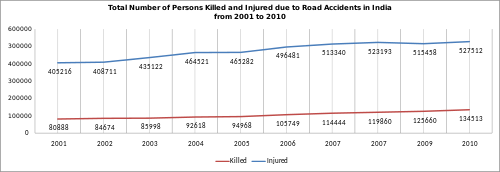 Total Number of Persons Killed and Injured due to Road Accidents in India
from 2001 to 2010
600000
500000
400000
300000
200000
100000
0
405216 408711 435122 464521 465282 496481 513340 523193 515458 527512
80888 84674 85998 92618 94968 105749 114444 119860 125660 134513
2001 2002 2003 2004 2005 2006 2007 2007 2009 2010
Killed Injured